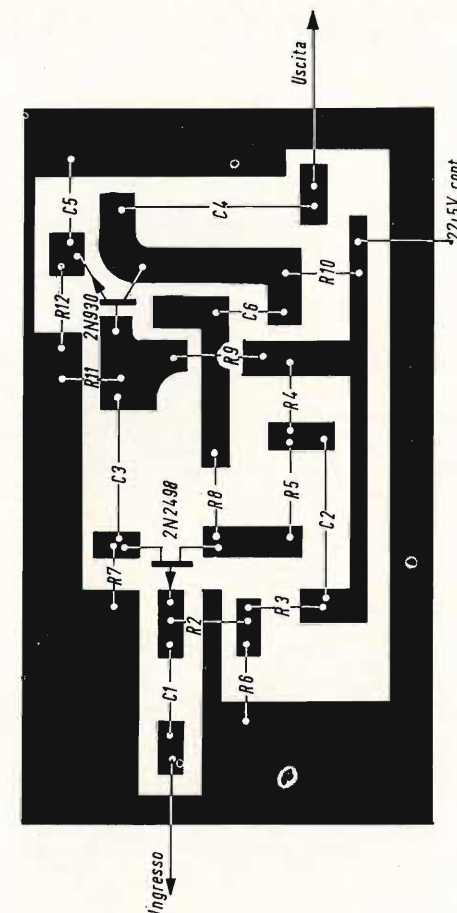 Uscita
22,5V cont.
C5
C4
R12
R10
2N930
C6
R9
R11
R4
C3
R8
R5
C2
2N2498
R7
R3
R2
R6
C1
Ingresso